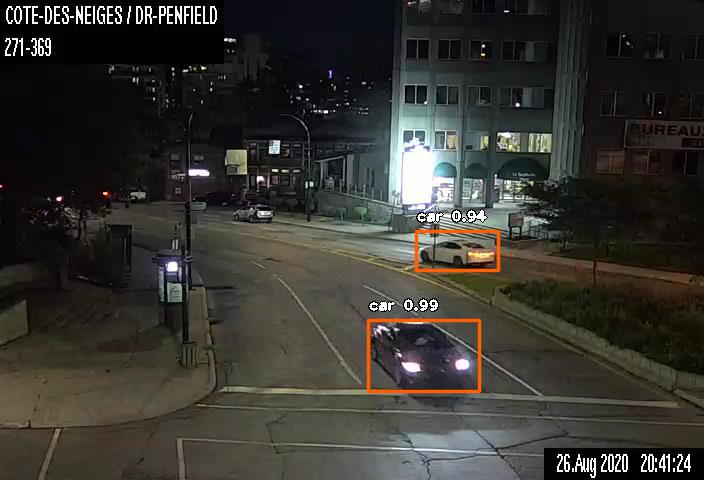 COTE-DES-NEIGES / DR-PENFIELD
271-369
BUREAU
car 0.94
car 0.99
26.Aug 2020 20:41:24